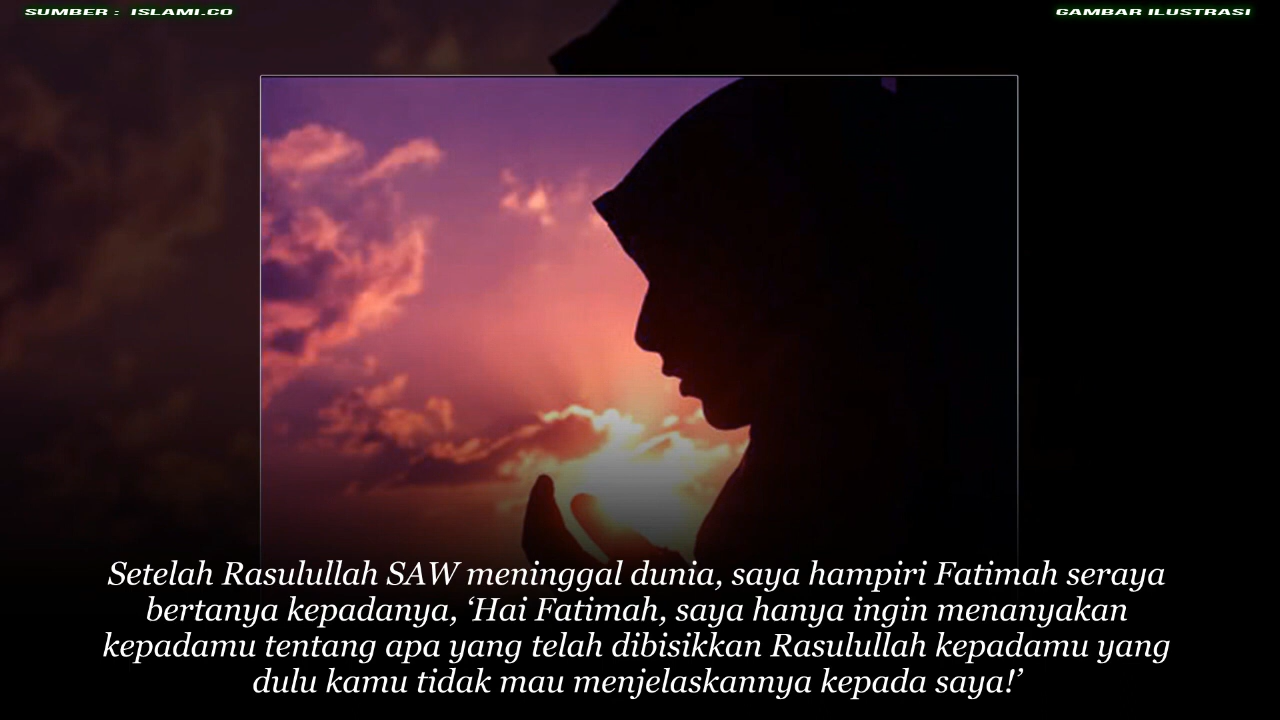 SUMBER : ISLAMI.CO
GAMBAR ILUSTRASI
Setelah Rasulullah SAW meninggal dunia, saya hampiri Fatimah seraya
bertanya kepadanya, ‘Hai Fatimah, saya hanya ingin menanyakan
kepadamu tentang apa yang telah dibisikkan Rasulullah kepadamu yang
dulu kamu tidak mau menjelaskannya kepada saya!’